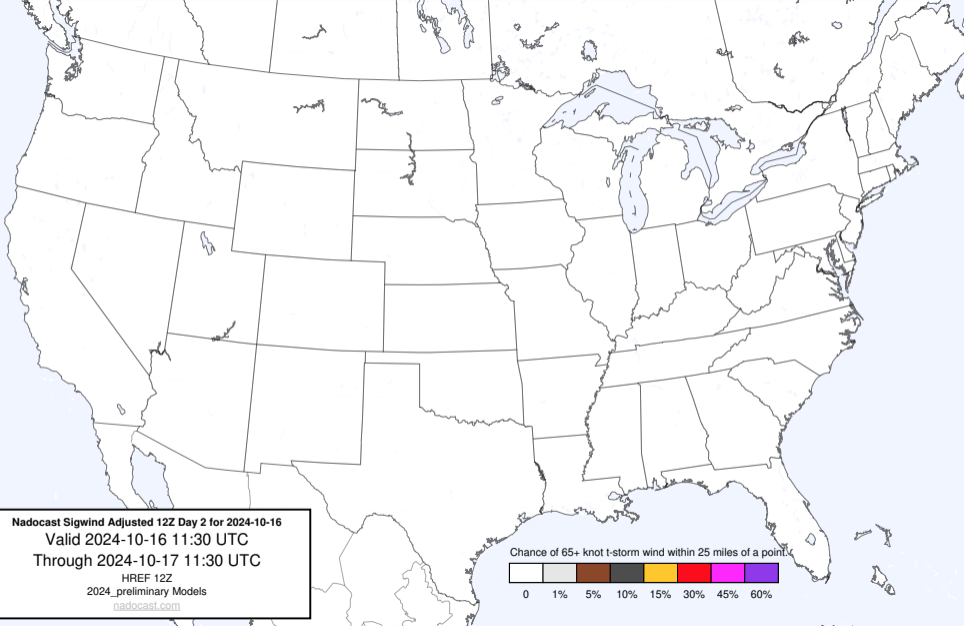 Nadocast Sigwind Adjusted 12Z Day 2 for 2024-10-16
Valid 2024-10-16 11:30 UTC
Through 2024-10-17 11:30 UTC
HREF 12Z
2024_preliminary Models
nadocast.com
Chance of 65+ knot t-storm wind within 25 miles of a point.
0 1% 5% 10% 15% 30% 45% 60%